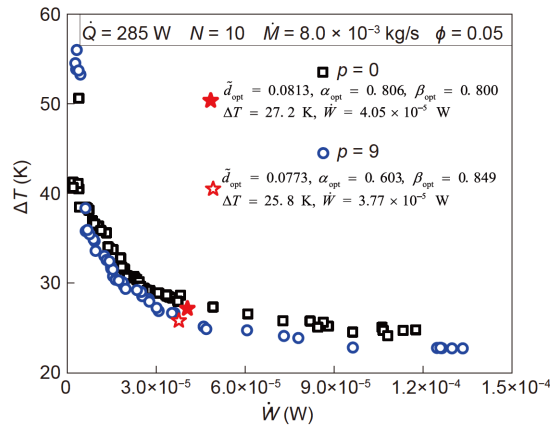 Q̇ = 285 W N = 10 Ṁ = 8.0 × 10⁻³ kg/s ϕ = 0.05
p = 0
d̃opt = 0.0813, αopt = 0.806, βopt = 0.800
ΔT = 27.2 K, Ẇ = 4.05 × 10⁻⁵ W
p = 9
d̃opt = 0.0773, αopt = 0.603, βopt = 0.849
ΔT = 25.8 K, Ẇ = 3.77 × 10⁻⁵ W
ΔT (K)
60
50
40
30
20
0 3.0×10⁻⁵ 6.0×10⁻⁵ 9.0×10⁻⁵ 1.2×10⁻⁴ 1.5×10⁻⁴
Ẇ (W)